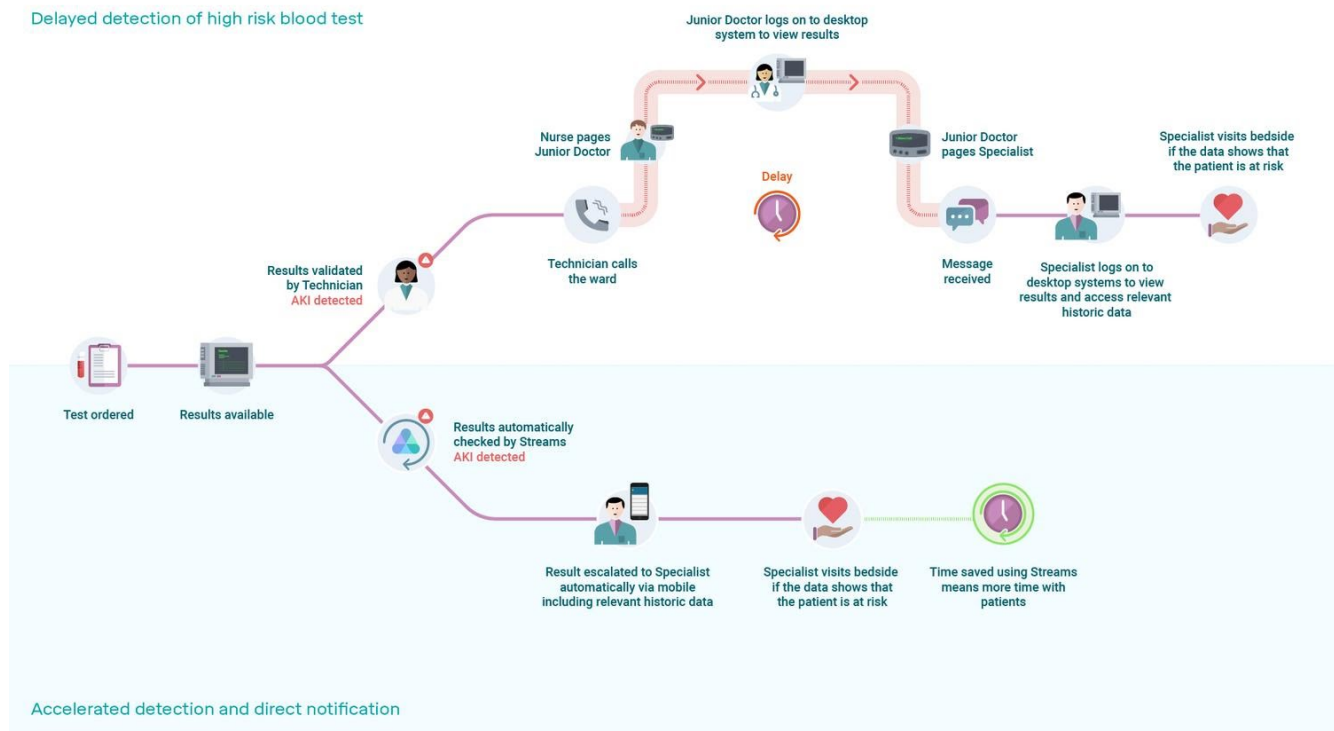 Delayed detection of high risk blood test
Junior Doctor logs on to desktop
system to view results
Nurse pages
Junior Doctor
Junior Doctor
pages Specialist
Specialist visits bedside
if the data shows that
the patient is at risk
Delay
Technician calls
the ward
Message
received
Specialist logs on to
desktop systems to view
results and access relevant
historic data
Results validated
by Technician
AKI detected
Test ordered
Results available
Results automatically
checked by Streams
AKI detected
Result escalated to Specialist
automatically via mobile
including relevant historic data
Specialist visits bedside
if the data shows that
the patient is at risk
Time saved using Streams
means more time with
patients
Accelerated detection and direct notification